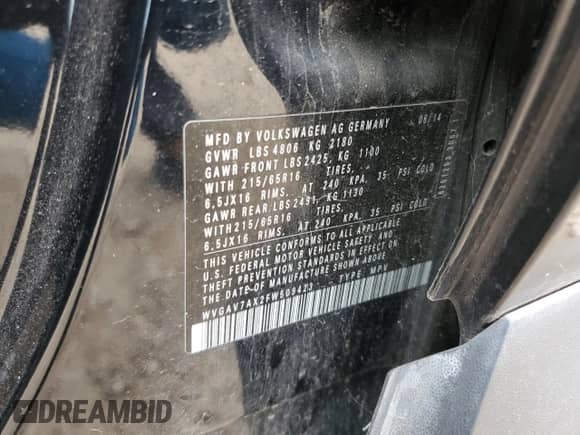 MFD BY VOLKSWAGEN AG GERMANY 08/14
GVWR LBS 4806 KG 2180
GAWR FRONT LBS 2425, KG 1100
WITH 215/65R16 TIRES.
6,5JX16 RIMS. AT 240 KPA. 35 PSI COLD
GAWR REAR LBS 2491, KG 1130
WITH 215/65R16 TIRES.
6,5JX16 RIMS. AT 240 KPA. 35 PSI COLD
THIS VEHICLE CONFORMS TO ALL APPLICABLE
U.S. FEDERAL MOTOR VEHICLE SAFETY AND
THEFT PREVENTION STANDARDS IN EFFECT ON
THE DATE OF MANUFACTURE SHOWN ABOVE
TYPE: MPV
DREAMBID